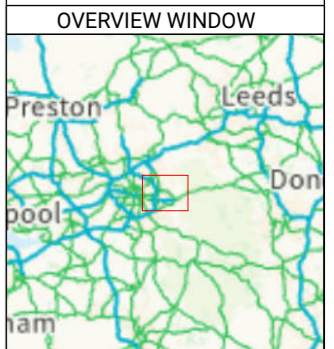 OVERVIEW WINDOW
Preston
Leeds
Don
pool
ham